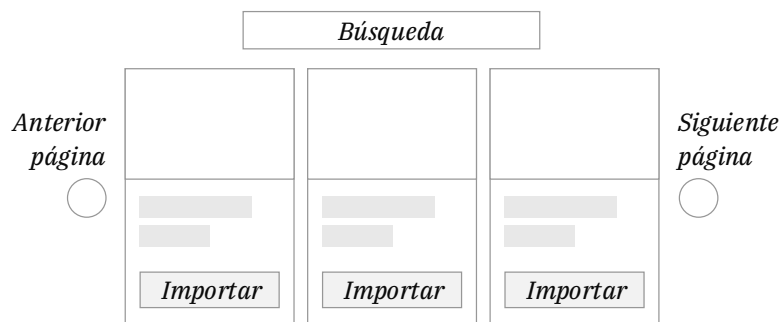 Búsqueda
Anterior
página
Siguiente
página
Importar
Importar
Importar